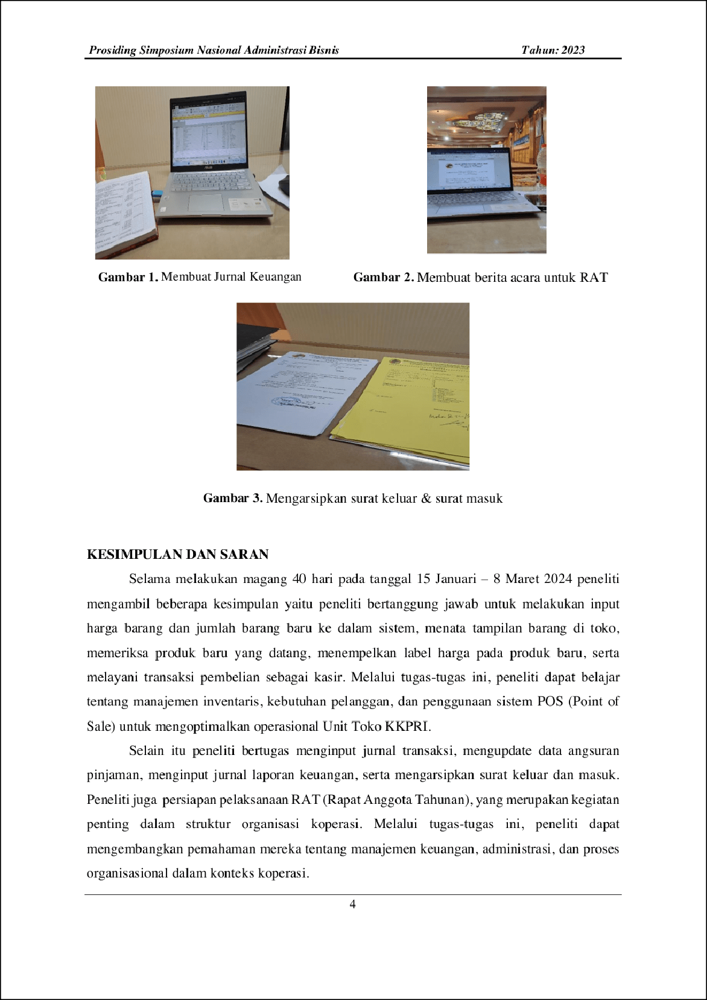 Prosiding Simposium Nasional Administrasi Bisnis Tahun: 2023
Gambar 1. Membuat Jurnal Keuangan
Gambar 2. Membuat berita acara untuk RAT
Gambar 3. Mengarsipkan surat keluar & surat masuk
KESIMPULAN DAN SARAN
Selama melakukan magang 40 hari pada tanggal 15 Januari – 8 Maret 2024 peneliti
mengambil beberapa kesimpulan yaitu peneliti bertanggung jawab untuk melakukan input
harga barang dan jumlah barang baru ke dalam sistem, menata tampilan barang di toko,
memeriksa produk baru yang datang, menempelkan label harga pada produk baru, serta
melayani transaksi pembelian sebagai kasir. Melalui tugas-tugas ini, peneliti dapat belajar
tentang manajemen inventaris, kebutuhan pelanggan, dan penggunaan sistem POS (Point of
Sale) untuk mengoptimalkan operasional Unit Toko KKPRI.
Selain itu peneliti bertugas menginput jurnal transaksi, mengupdate data angsuran
pinjaman, menginput jurnal laporan keuangan, serta mengarsipkan surat keluar dan masuk.
Peneliti juga persiapan pelaksanaan RAT (Rapat Anggota Tahunan), yang merupakan kegiatan
penting dalam struktur organisasi koperasi. Melalui tugas-tugas ini, peneliti dapat
mengembangkan pemahaman mereka tentang manajemen keuangan, administrasi, dan proses
organisasional dalam konteks koperasi.
4